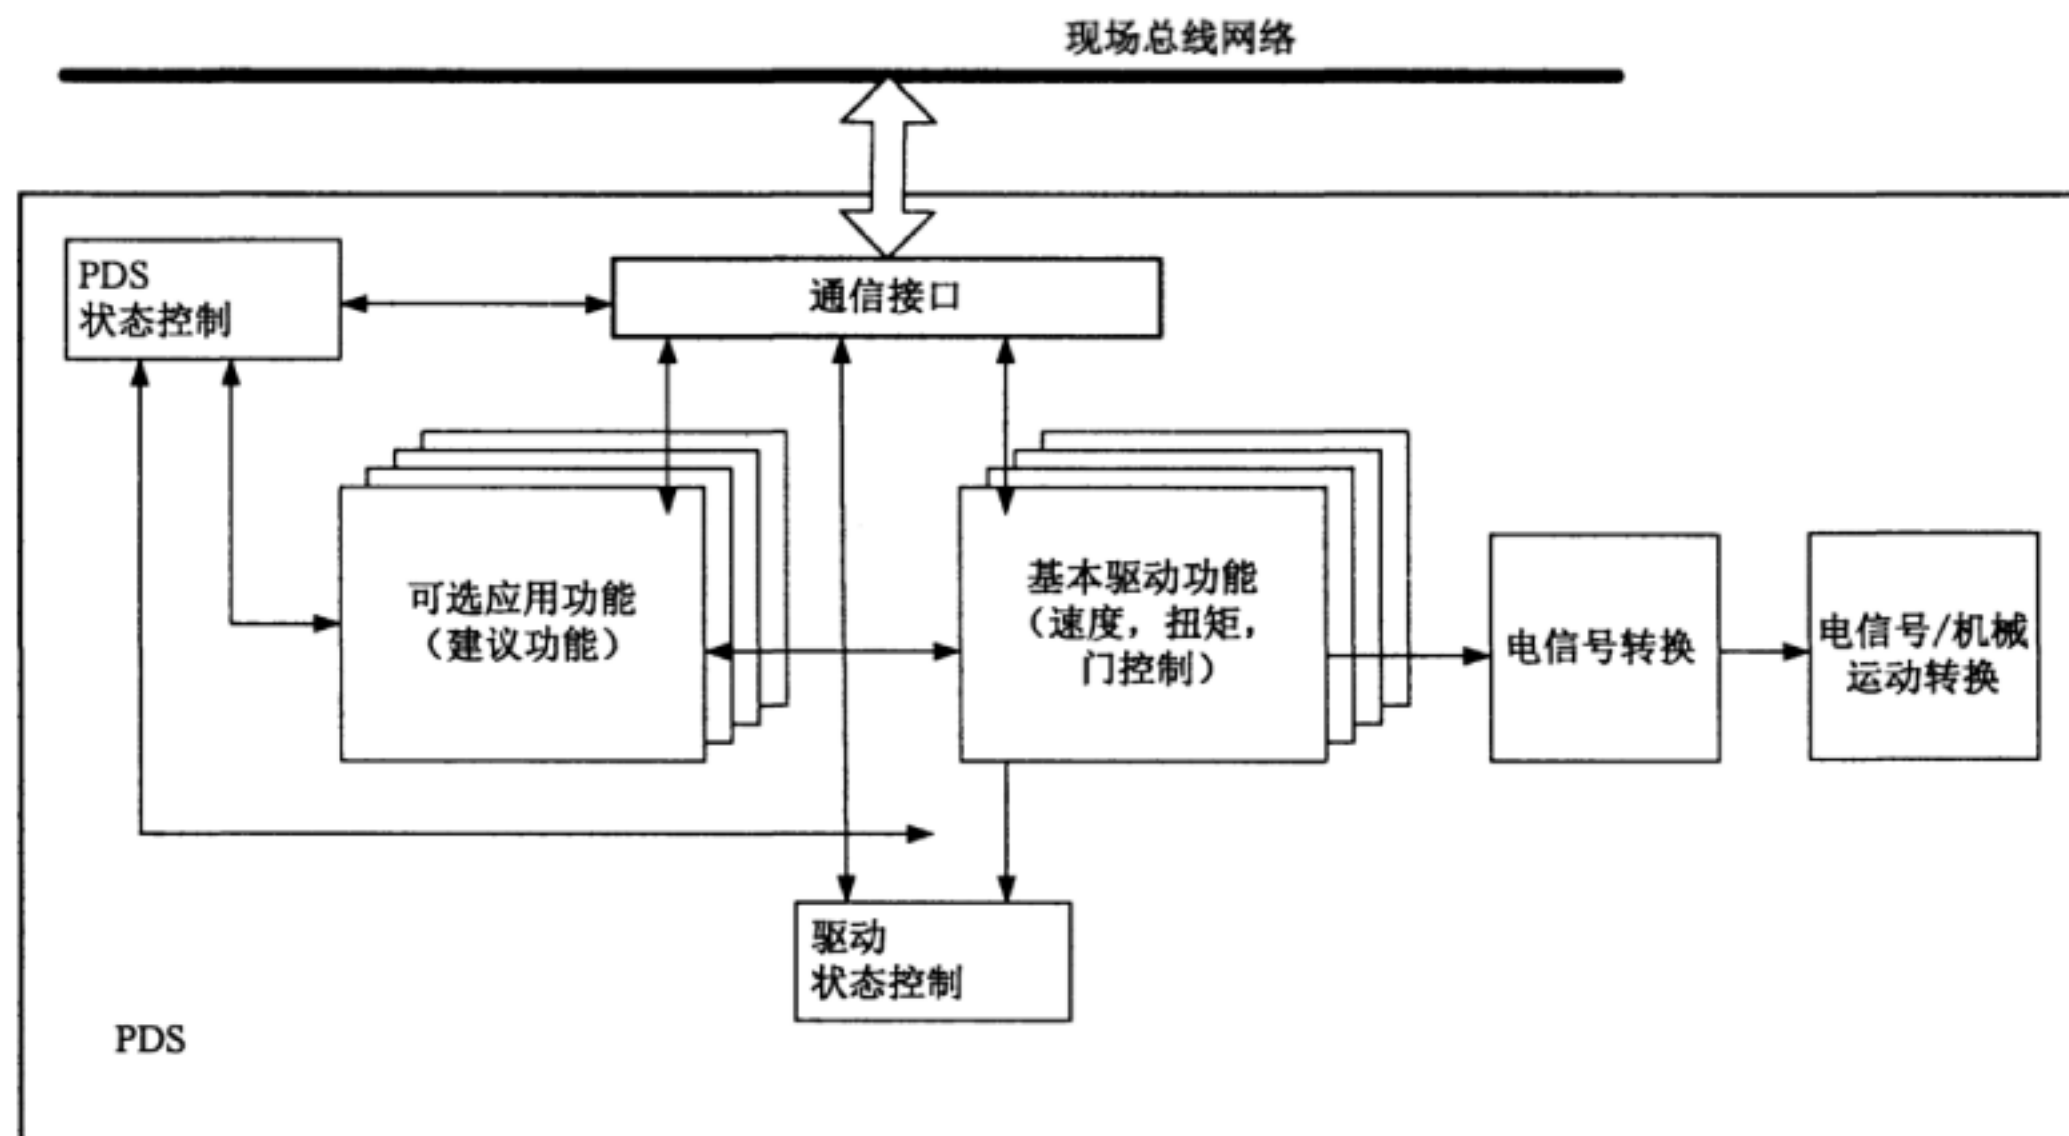 现场总线网络
PDS
状态控制
通信接口
可选应用功能
（建议功能）
基本驱动功能
（速度，扭矩，
门控制）
电信号转换
电信号/机械
运动转换
驱动
状态控制
PDS